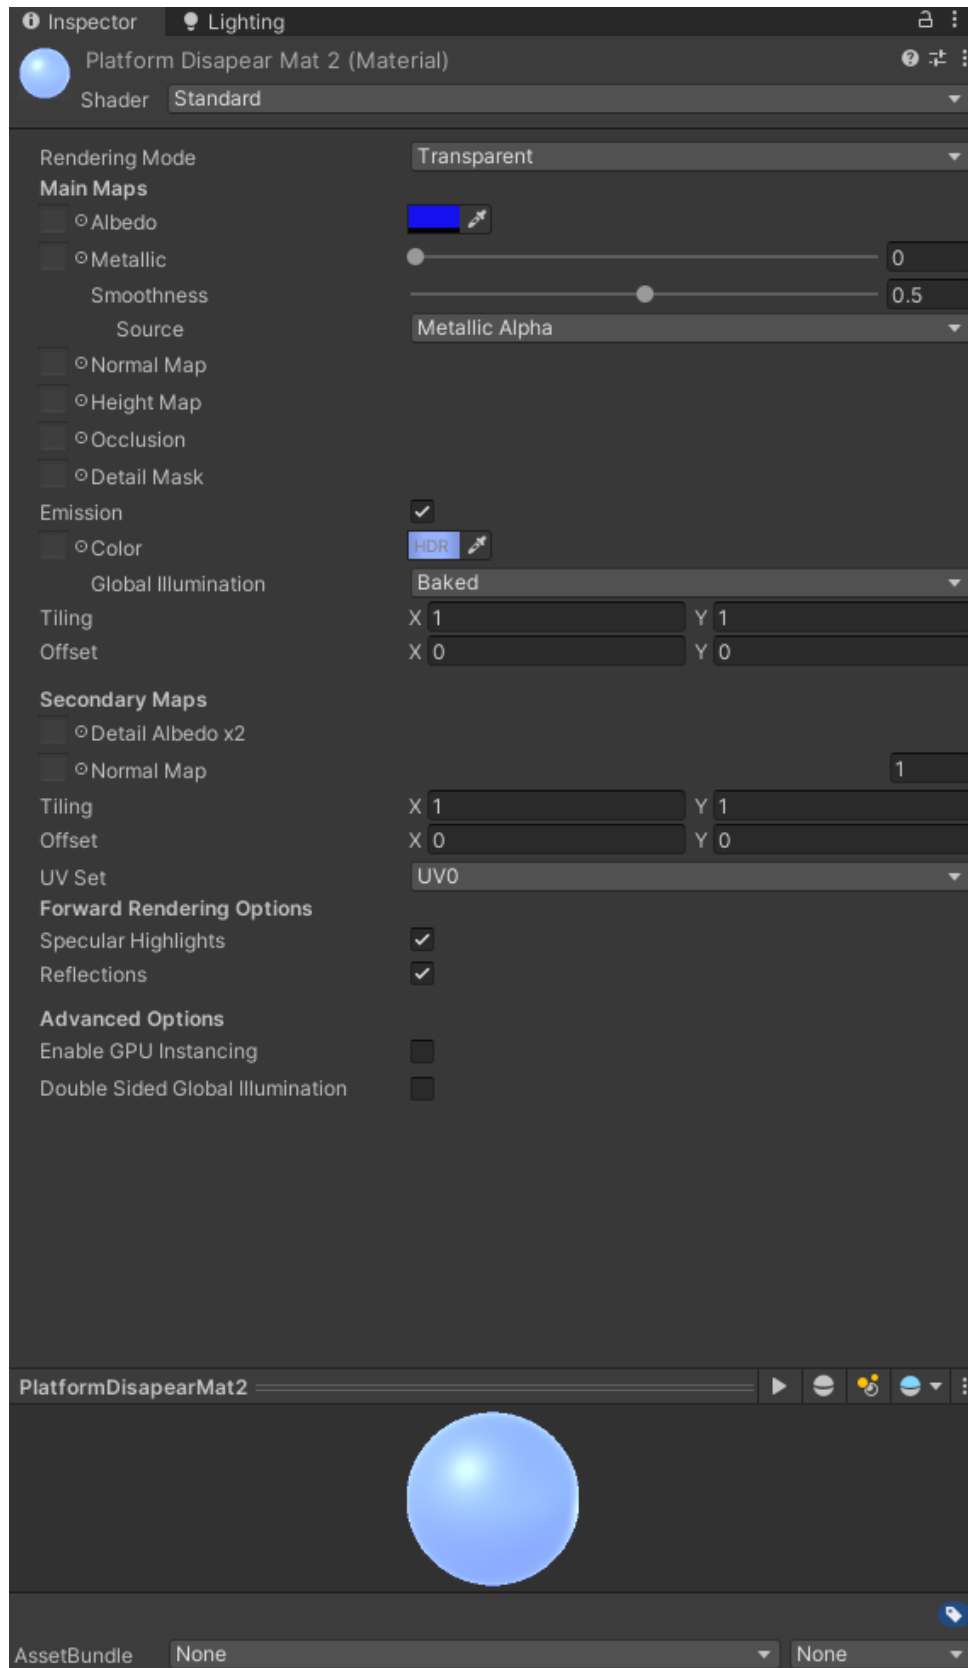 Inspector Lighting
Platform Disapear Mat 2 (Material)
Shader Standard
Rendering Mode Transparent
Main Maps
Albedo
Metallic 0
Smoothness 0.5
Source Metallic Alpha
Normal Map
Height Map
Occlusion
Detail Mask
Emission
Color HDR
Global Illumination Baked
Tiling X 1 Y 1
Offset X 0 Y 0
Secondary Maps
Detail Albedo x2
Normal Map 1
Tiling X 1 Y 1
Offset X 0 Y 0
UV Set UV0
Forward Rendering Options
Specular Highlights
Reflections
Advanced Options
Enable GPU Instancing
Double Sided Global Illumination
PlatformDisapearMat2
AssetBundle None None